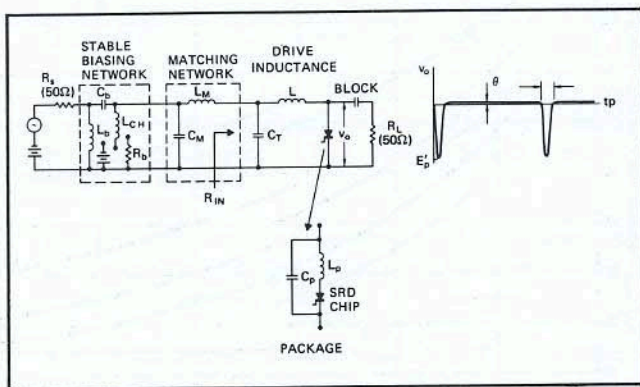 STABLE
BIASING
NETWORK
MATCHING
NETWORK
DRIVE
INDUCTANCE
BLOCK
Rs
(50Ω)
Cb
LCH
Lb
Rb
LM
CM
RIN
L
CT
vo
RL
(50Ω)
vo
θ
tp
E'p
Cp
Lp
SRD
CHIP
PACKAGE